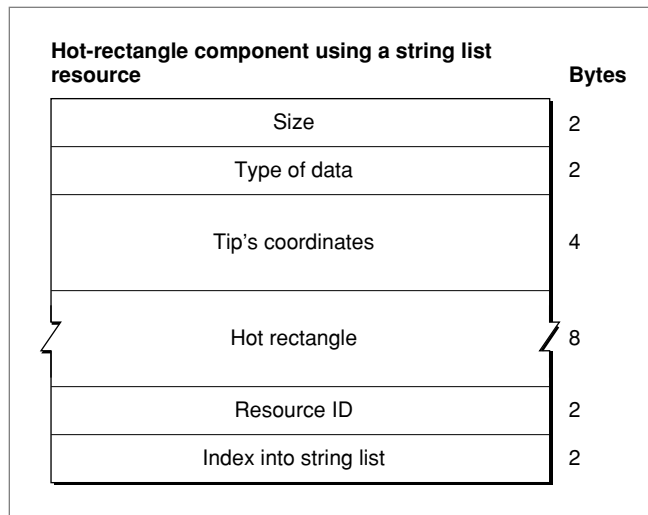 Hot-rectangle component using a string list
resource
Bytes
Size 2
Type of data 2
Tip’s coordinates 4
Hot rectangle 8
Resource ID 2
Index into string list 2